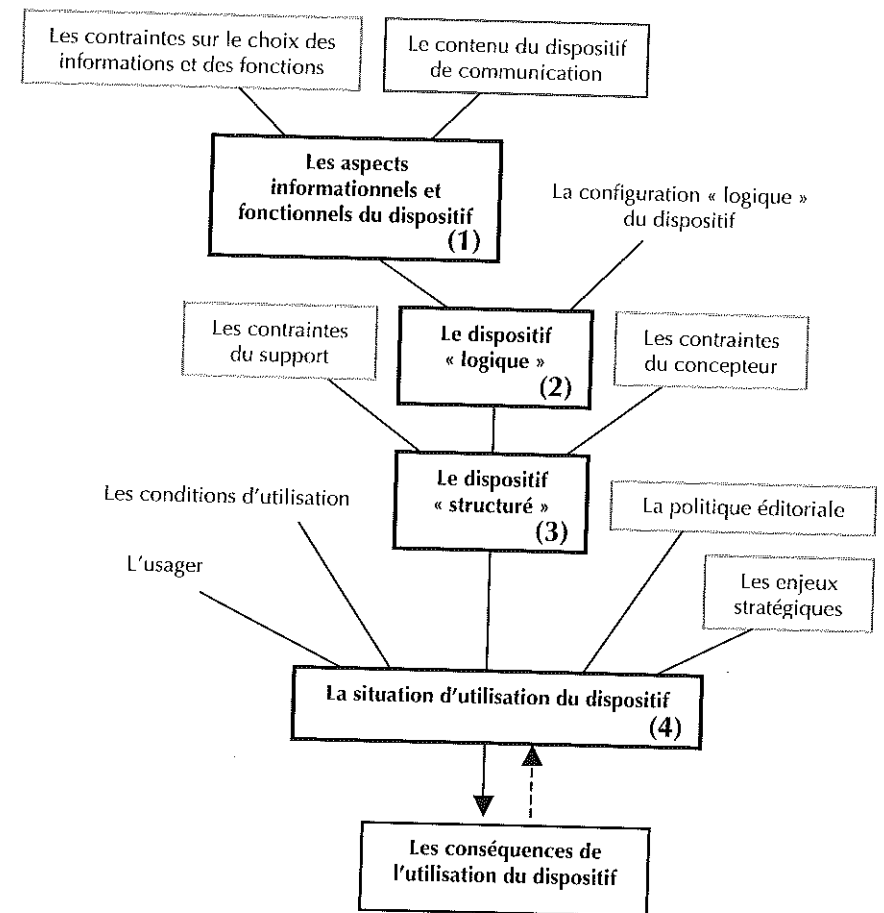 Les contraintes sur le choix des
informations et des fonctions
Le contenu du dispositif
de communication
Les aspects
informationnels et
fonctionnels du dispositif
(1)
La configuration « logique »
du dispositif
Les contraintes
du support
Le dispositif
« logique »
(2)
Les contraintes
du concepteur
Les conditions d'utilisation
Le dispositif
« structuré »
(3)
La politique éditoriale
L'usager
Les enjeux
stratégiques
La situation d'utilisation du dispositif
(4)
Les conséquences de
l'utilisation du dispositif